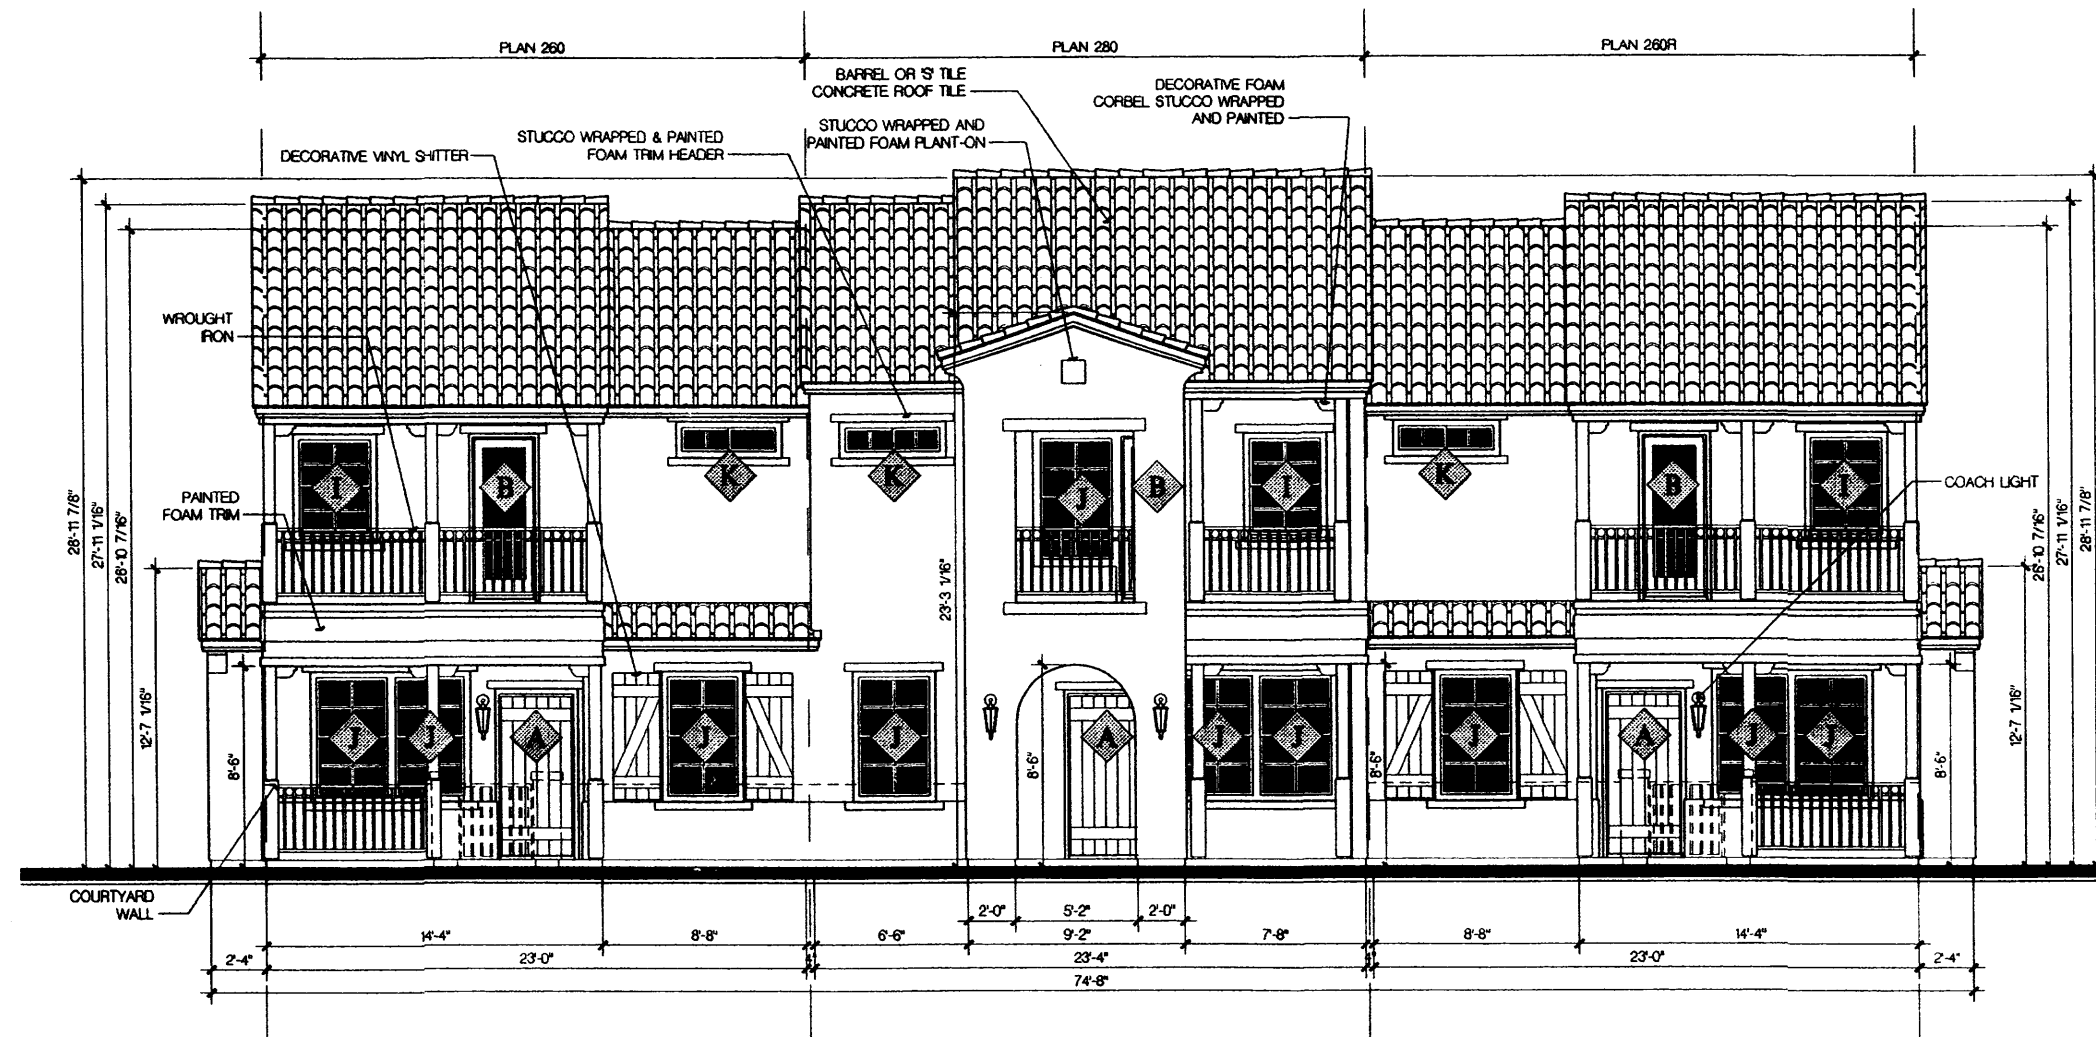 PLAN 260
PLAN 280
PLAN 260R
BARREL OR 'S' TILE
CONCRETE ROOF TILE
DECORATIVE FOAM
CORBEL STUCCO WRAPPED
AND PAINTED
STUCCO WRAPPED AND
PAINTED FOAM PLANT-ON
STUCCO WRAPPED & PAINTED
FOAM TRIM HEADER
DECORATIVE VINYL SHITTER
WROUGHT
IRON
PAINTED
FOAM TRIM
COACH LIGHT
COURTYARD
WALL
28'-11 7/8"
27'-11 1/16"
26'-10 7/16"
12'-7 1/16"
8'-6"
I
B
K
K
J
B
I
K
B
I
23'-3 1/16"
J
J
A
J
J
8'-6"
A
J
J
8'-6"
J
A
J
J
8'-6"
12'-7 1/16"
26'-10 7/16"
27'-11 1/16"
28'-11 7/8"
2'-0"
5'-2"
2'-0"
14'-4"
8'-8"
6'-6"
9'-2"
7'-8"
8'-8"
14'-4"
2'-4"
23'-0"
23'-4"
23'-0"
2'-4"
74'-8"